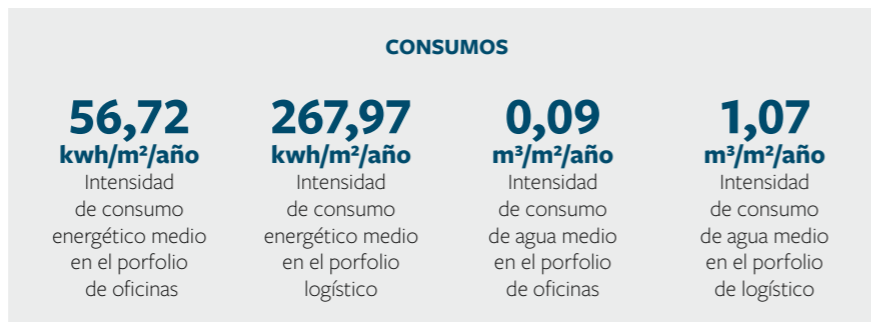 CONSUMOS
56,72
kwh/m²/año
Intensidad
de consumo
energético medio
en el porfolio
de oficinas
267,97
kwh/m²/año
Intensidad
de consumo
energético medio
en el porfolio
logístico
0,09
m³/m²/año
Intensidad
de consumo
de agua medio
en el porfolio
de oficinas
1,07
m³/m²/año
Intensidad
de consumo
de agua medio
en el porfolio
de logístico